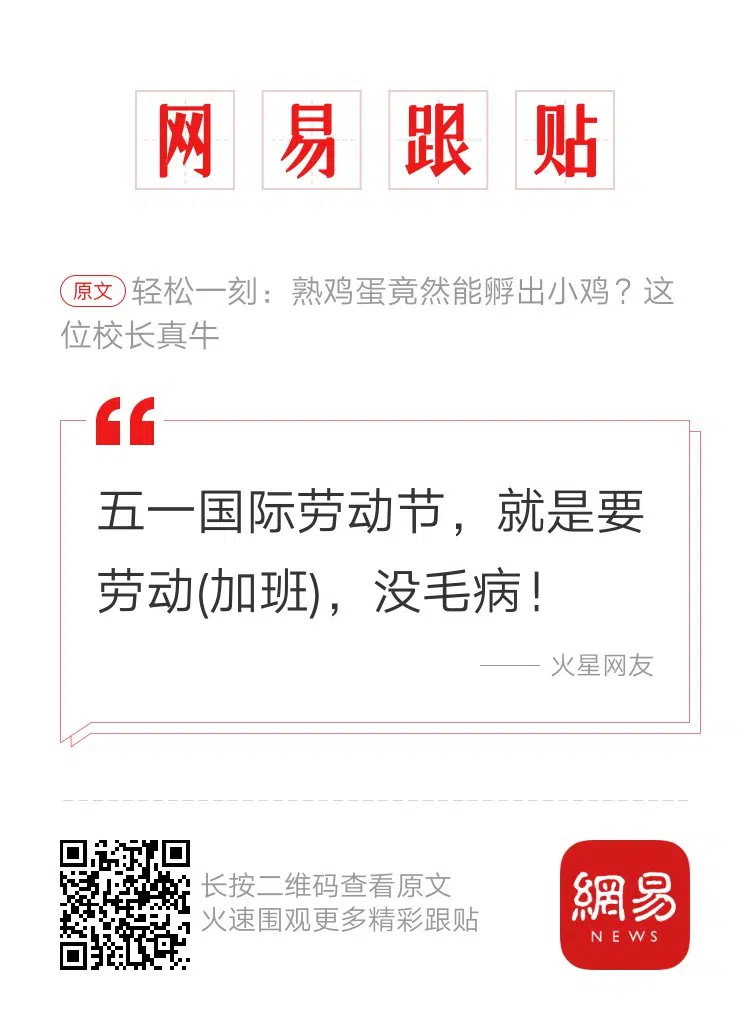 网易跟贴
原文 轻松一刻：熟鸡蛋竟然能孵出小鸡？这
位校长真牛
五一国际劳动节，就是要
劳动(加班)，没毛病！
—— 火星网友
长按二维码查看原文
火速围观更多精彩跟贴
網易
NEWS